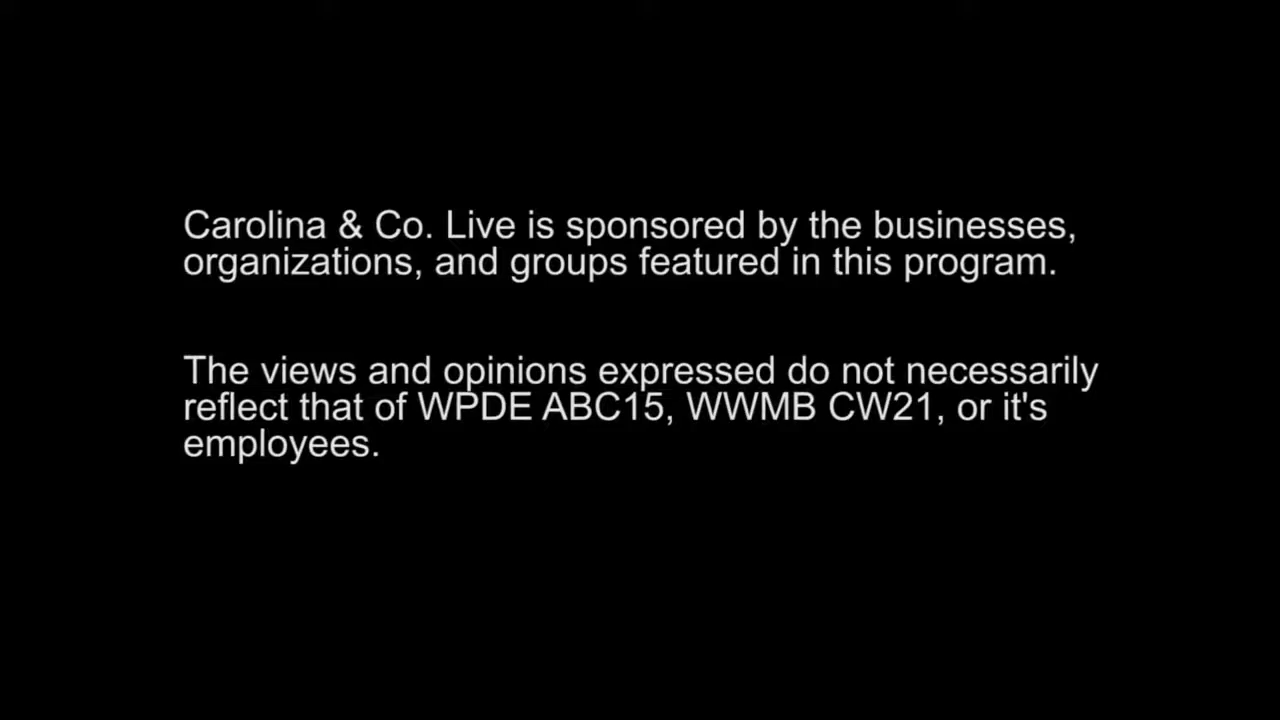 Carolina & Co. Live is sponsored by the businesses,
organizations, and groups featured in this program.
The views and opinions expressed do not necessarily
reflect that of WPDE ABC15, WWMB CW21, or it's
employees.